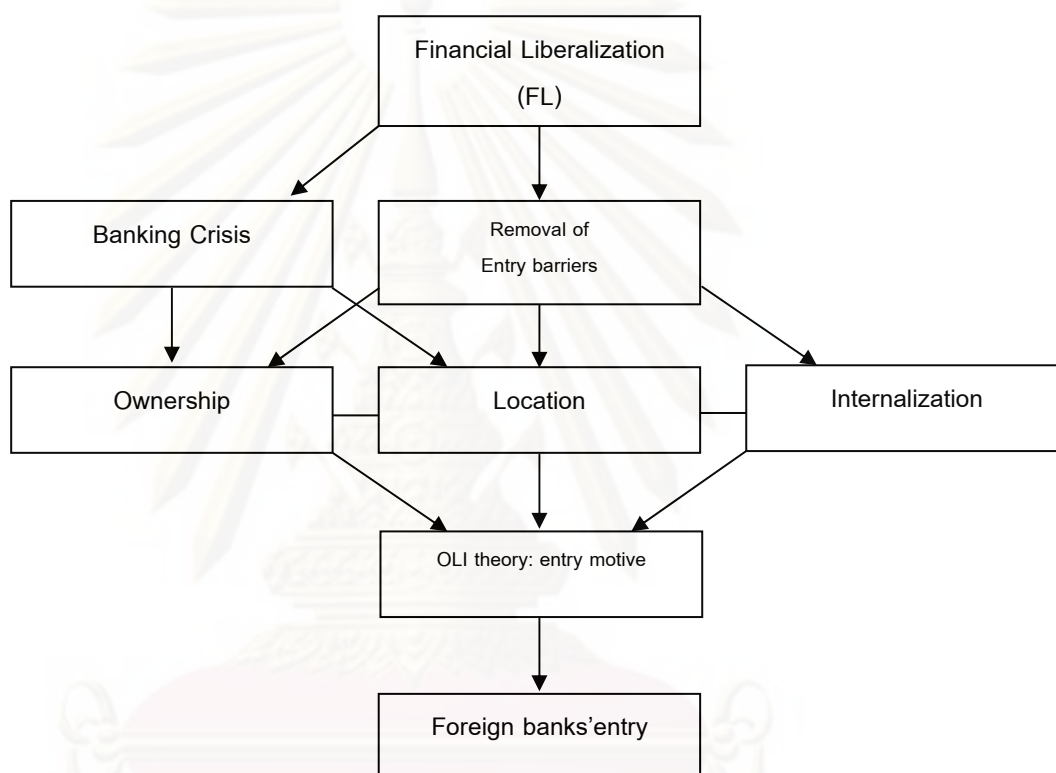 Financial Liberalization
(FL)
Banking Crisis
Removal of
Entry barriers
Ownership
Location
Internalization
OLI theory: entry motive
Foreign banks'entry